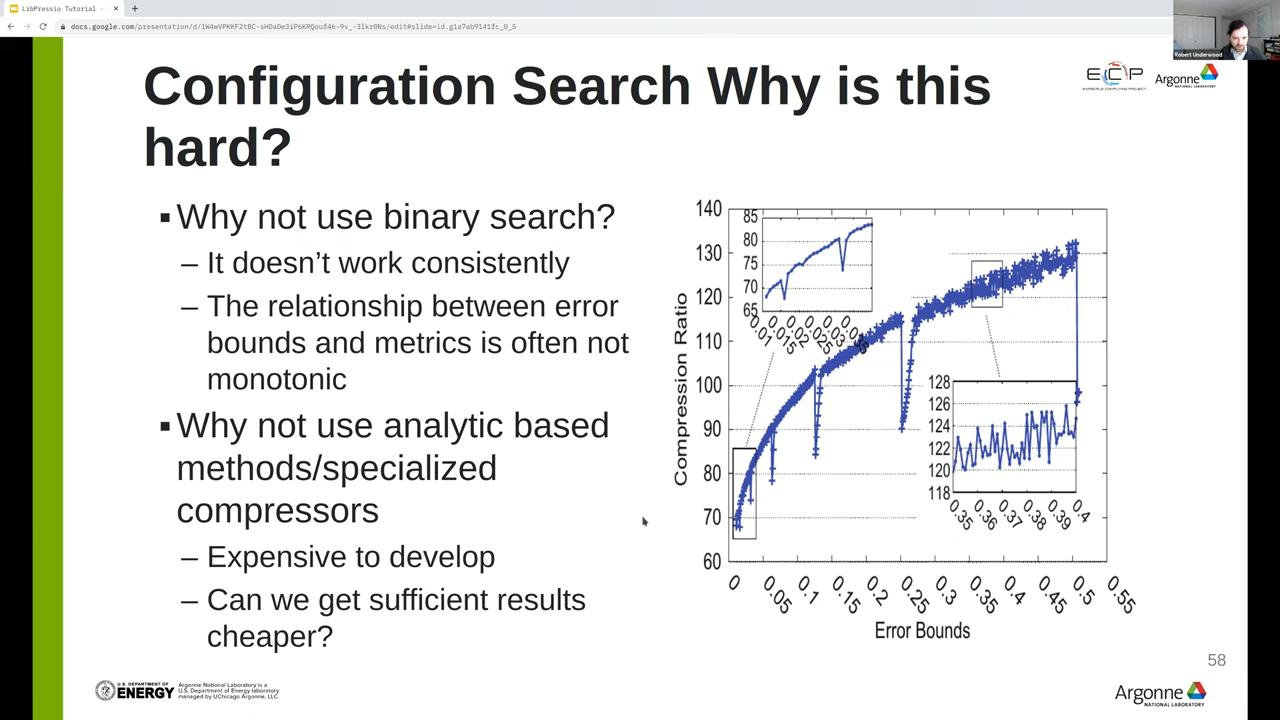 LibPressio Tutorial -
docs.google.com/presentation/d/1W4wVPKKF2tBC-sHDaDe3iP6KRQouf46-9v_-3lkr0Ns/edit#slide=id.g1a7ab9141fc_0_5
Robert Underwood
Configuration Search Why is this
hard?
ECP
EXASCALE COMPUTING PROJECT
Argonne
NATIONAL LABORATORY
▪Why not use binary search?
– It doesn’t work consistently
– The relationship between error
bounds and metrics is often not
monotonic
▪Why not use analytic based
methods/specialized
compressors
– Expensive to develop
– Can we get sufficient results
cheaper?
Compression Ratio
140
130
120
110
100
90
80
70
60
85
80
75
70
65
0.01
0.015
0.02
0.025
0.03
0.035
128
126
124
122
120
118
0.35
0.36
0.37
0.38
0.39
0.4
0
0.05
0.1
0.15
0.2
0.25
0.3
0.35
0.4
0.45
0.5
0.55
Error Bounds
58
U.S. DEPARTMENT OF
ENERGY
Argonne National Laboratory is a
U.S. Department of Energy laboratory
managed by UChicago Argonne, LLC.
Argonne
NATIONAL LABORATORY